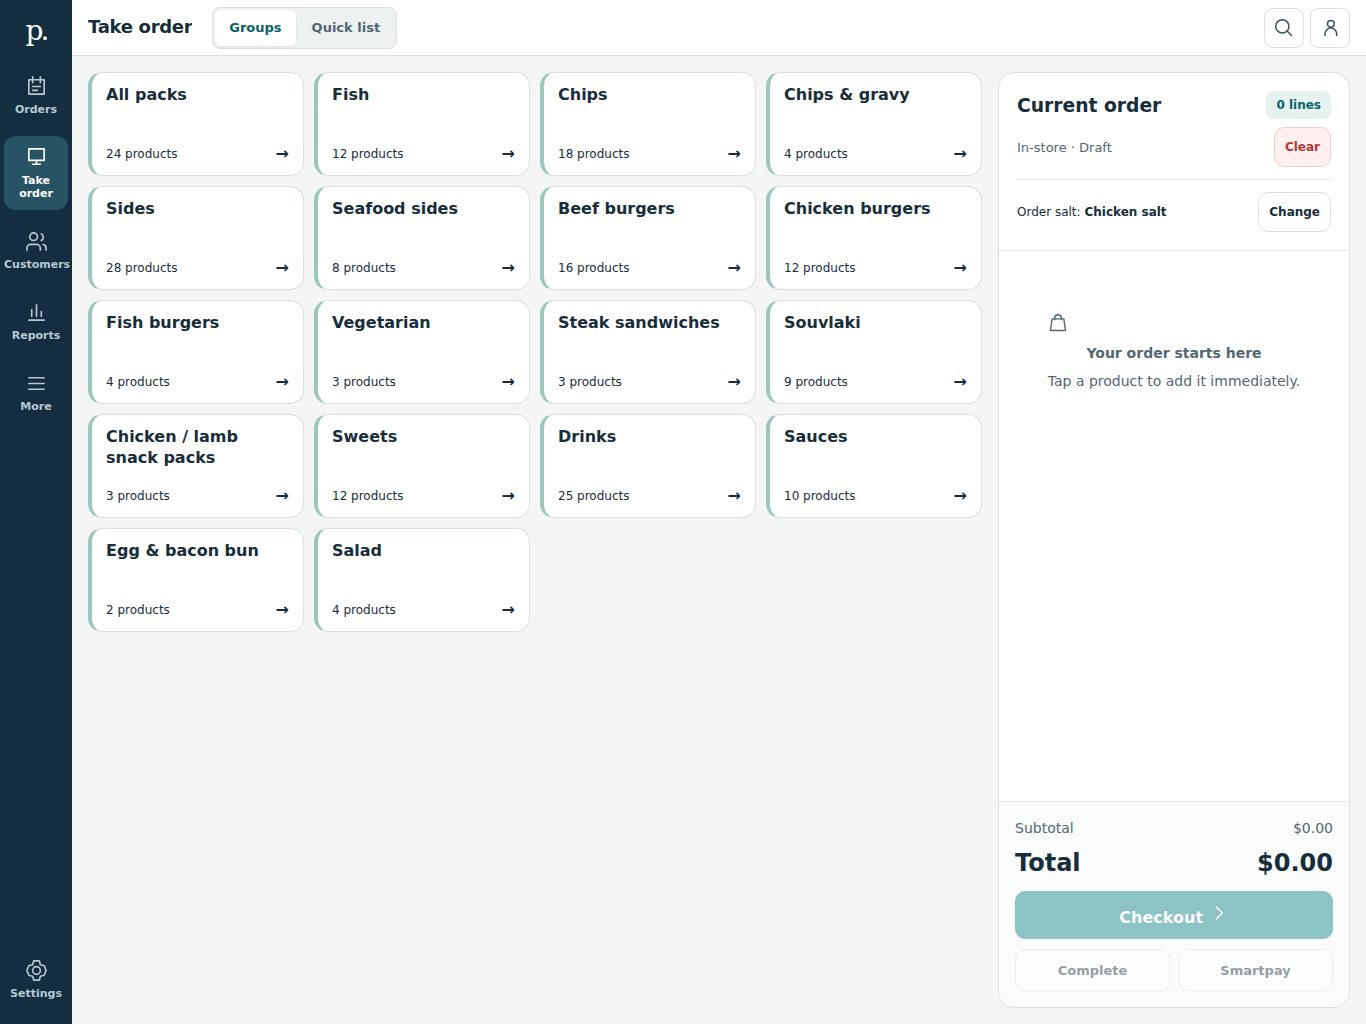 p.
Take order
Groups
Quick list
Orders
Take
order
Customers
Reports
More
Settings
All packs
24 products →
Fish
12 products →
Chips
18 products →
Chips & gravy
4 products →
Sides
28 products →
Seafood sides
8 products →
Beef burgers
16 products →
Chicken burgers
12 products →
Fish burgers
4 products →
Vegetarian
3 products →
Steak sandwiches
3 products →
Souvlaki
9 products →
Chicken / lamb
snack packs
3 products →
Sweets
12 products →
Drinks
25 products →
Sauces
10 products →
Egg & bacon bun
2 products →
Salad
4 products →
Current order
0 lines
In-store · Draft
Clear
Order salt: Chicken salt
Change
Your order starts here
Tap a product to add it immediately.
Subtotal $0.00
Total $0.00
Checkout
Complete
Smartpay